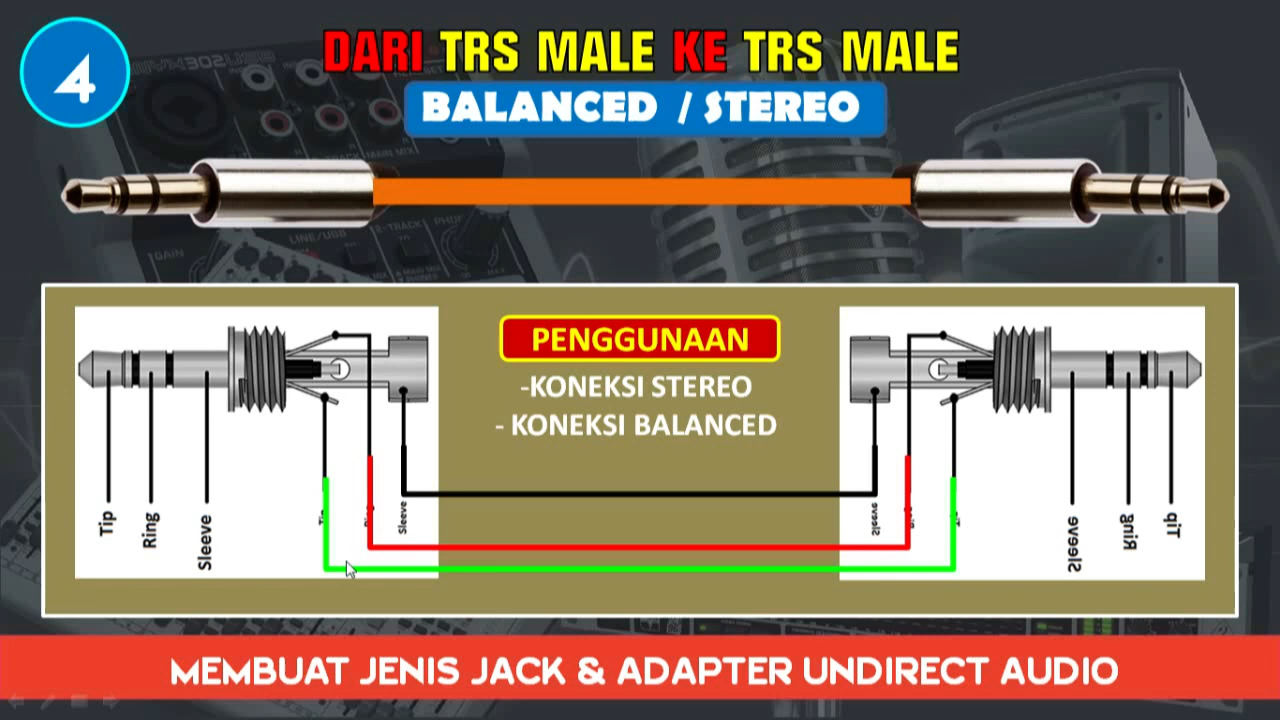 4
DARI TRS MALE KE TRS MALE
BALANCED / STEREO
PENGGUNAAN
-KONEKSI STEREO
- KONEKSI BALANCED
Tip
Ring
Sleeve
Sleeve
Sleeve
Sleeve
Ring
Tip
MEMBUAT JENIS JACK & ADAPTER UNDIRECT AUDIO